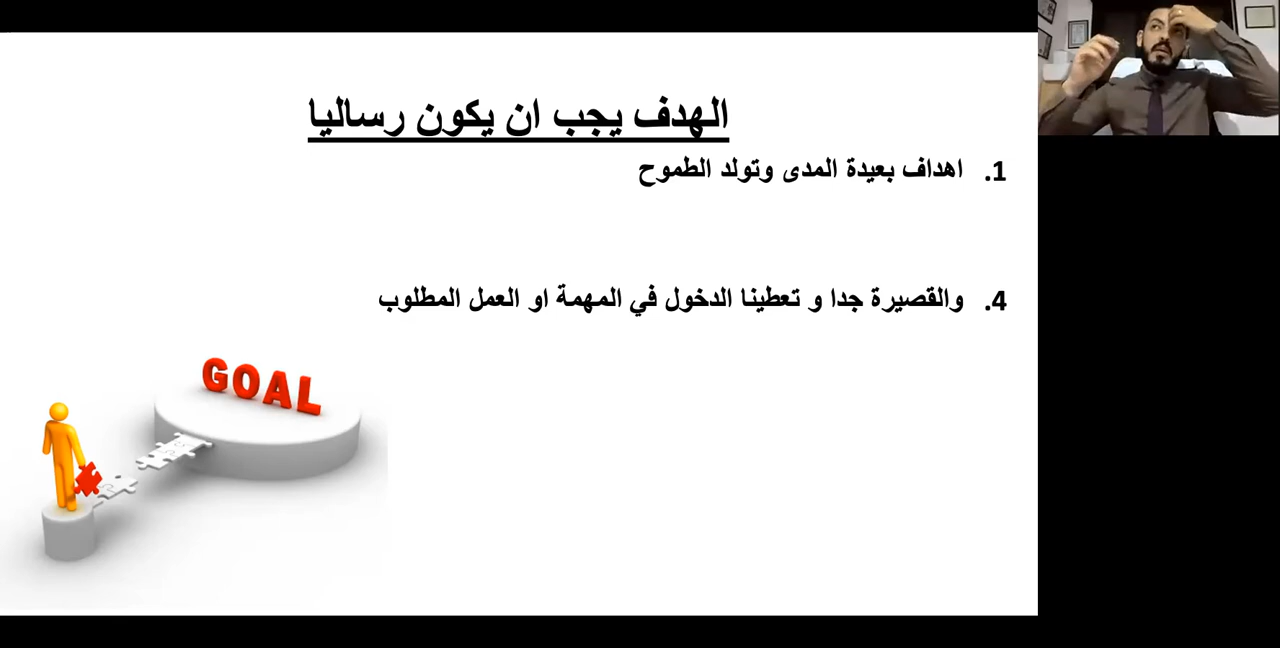 الهدف يجب ان يكون رساليا
1. اهداف بعيدة المدى وتولد الطموح
4. والقصيرة جدا و تعطينا الدخول في المهمة او العمل المطلوب
GOAL